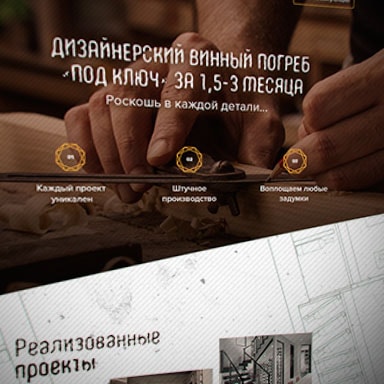 ДИЗАЙНЕРСКИЙ ВИННЫЙ ПОГРЕБ
«ПОД КЛЮЧ» ЗА 1,5-3 МЕСЯЦА
Роскошь в каждой детали...
01
02
03
Каждый проект
уникален
Штучное
производство
Воплощаем любые
задумки
Реализованные
проекты